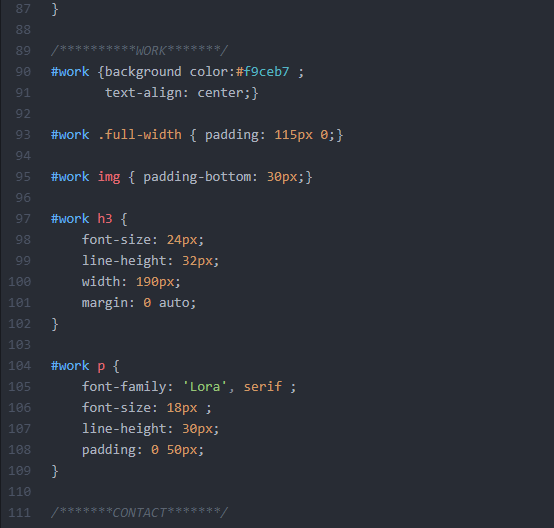 87 }
88
89 /**********WORK*******/
90 #work {background color:#f9ceb7 ;
91 text-align: center;}
92
93 #work .full-width { padding: 115px 0;}
94
95 #work img { padding-bottom: 30px;}
96
97 #work h3 {
98 font-size: 24px;
99 line-height: 32px;
100 width: 190px;
101 margin: 0 auto;
102 }
103
104 #work p {
105 font-family: 'Lora', serif ;
106 font-size: 18px ;
107 line-height: 30px;
108 padding: 0 50px;
109 }
110
111 /*******CONTACT*******/